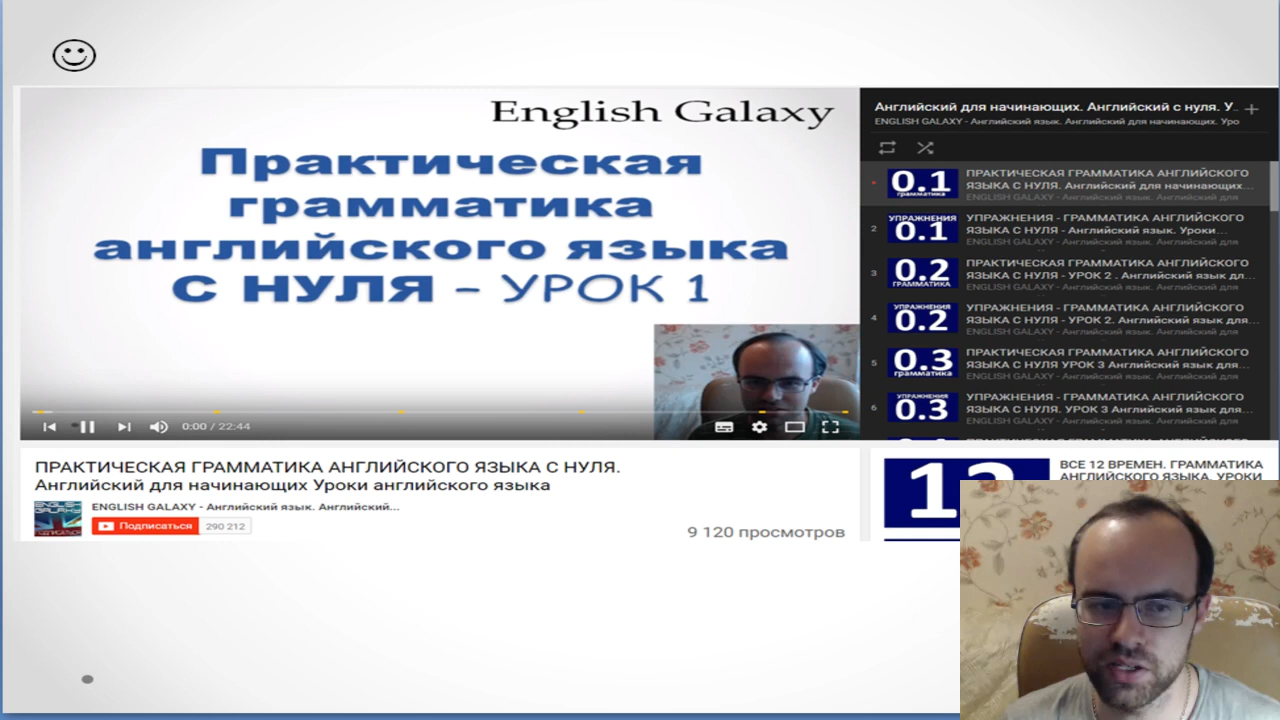 English Galaxy
Практическая
грамматика
английского языка
С НУЛЯ - УРОК 1
0:00 / 22:44
Английский для начинающих. Английский с нуля. У..
ENGLISH GALAXY - Английский язык. Английский для начинающих. Уро
0.1
грамматика
ПРАКТИЧЕСКАЯ ГРАММАТИКА АНГЛИЙСКОГО
ЯЗЫКА С НУЛЯ. Английский для начинающих...
ENGLISH GALAXY - Английский язык. Английский для
2
УПРАЖНЕНИЯ
0.1
УПРАЖНЕНИЯ - ГРАММАТИКА АНГЛИЙСКОГО
ЯЗЫКА С НУЛЯ - Английский язык. Уроки...
ENGLISH GALAXY - Английский язык. Английский для
3
0.2
ГРАММАТИКА
ПРАКТИЧЕСКАЯ ГРАММАТИКА АНГЛИЙСКОГО
ЯЗЫКА С НУЛЯ - УРОК 2 . Английский язык дл...
ENGLISH GALAXY - Английский язык. Английский для
4
УПРАЖНЕНИЯ
0.2
УПРАЖНЕНИЯ - ГРАММАТИКА АНГЛИЙСКОГО
ЯЗЫКА С НУЛЯ - УРОК 2. Английский язык для...
ENGLISH GALAXY - Английский язык. Английский для
5
0.3
грамматика
ПРАКТИЧЕСКАЯ ГРАММАТИКА АНГЛИЙСКОГО
ЯЗЫКА С НУЛЯ УРОК 3 Английский язык для...
ENGLISH GALAXY - Английский язык. Английский для
6
УПРАЖНЕНИЯ
0.3
УПРАЖНЕНИЯ - ГРАММАТИКА АНГЛИЙСКОГО
ЯЗЫКА С НУЛЯ. УРОК 3 Английский язык для...
ENGLISH GALAXY - Английский язык. Английский для
ПРАКТИЧЕСКАЯ ГРАММАТИКА АНГЛИЙСКОГО ЯЗЫКА С НУЛЯ.
Английский для начинающих Уроки английского языка
ENGLISH GALAXY - Английский язык. Английский...
Подписаться 290 212
9 120 просмотров
ВСЕ 12 ВРЕМЕН. ГРАММАТИКА
АНГЛИЙСКОГО ЯЗЫКА. УРОКИ